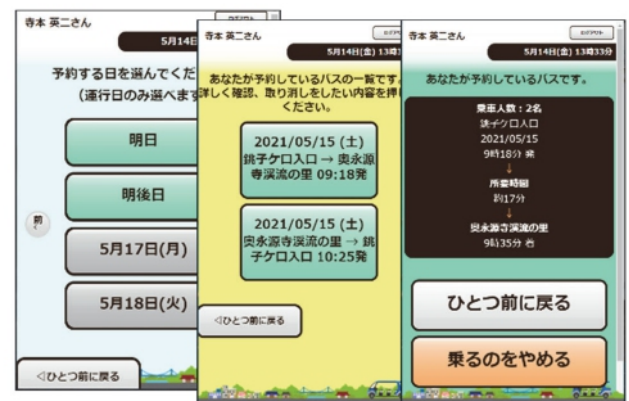 寺本 英二さん
5月14日
予約する日を選んでくだ
(運行日のみ選べます
明日
明後日
前
5月17日(月)
5月18日(火)
◁ひとつ前に戻る
寺本 英二さん
ログアウト
5月14日(金) 13時3
あなたが予約しているバスの一覧です。
詳しく確認、取り消しをしたい内容を押し
ください。
2021/05/15 (土)
銚子ケ口入口 → 奥永源
寺渓流の里 09:18発
2021/05/15 (土)
奥永源寺渓流の里 → 銚
子ケ口入口 10:25発
◁ひとつ前に戻る
寺本 英二さん
ログアウト
5月14日(金) 13時33分
あなたが予約しているバスです。
乗車人数:2名
銚子ケ口入口
2021/05/15
9時18分 発
↓
所要時間
約17分
↓
奥永源寺渓流の里
9時35分 着
ひとつ前に戻る
乗るのをやめる